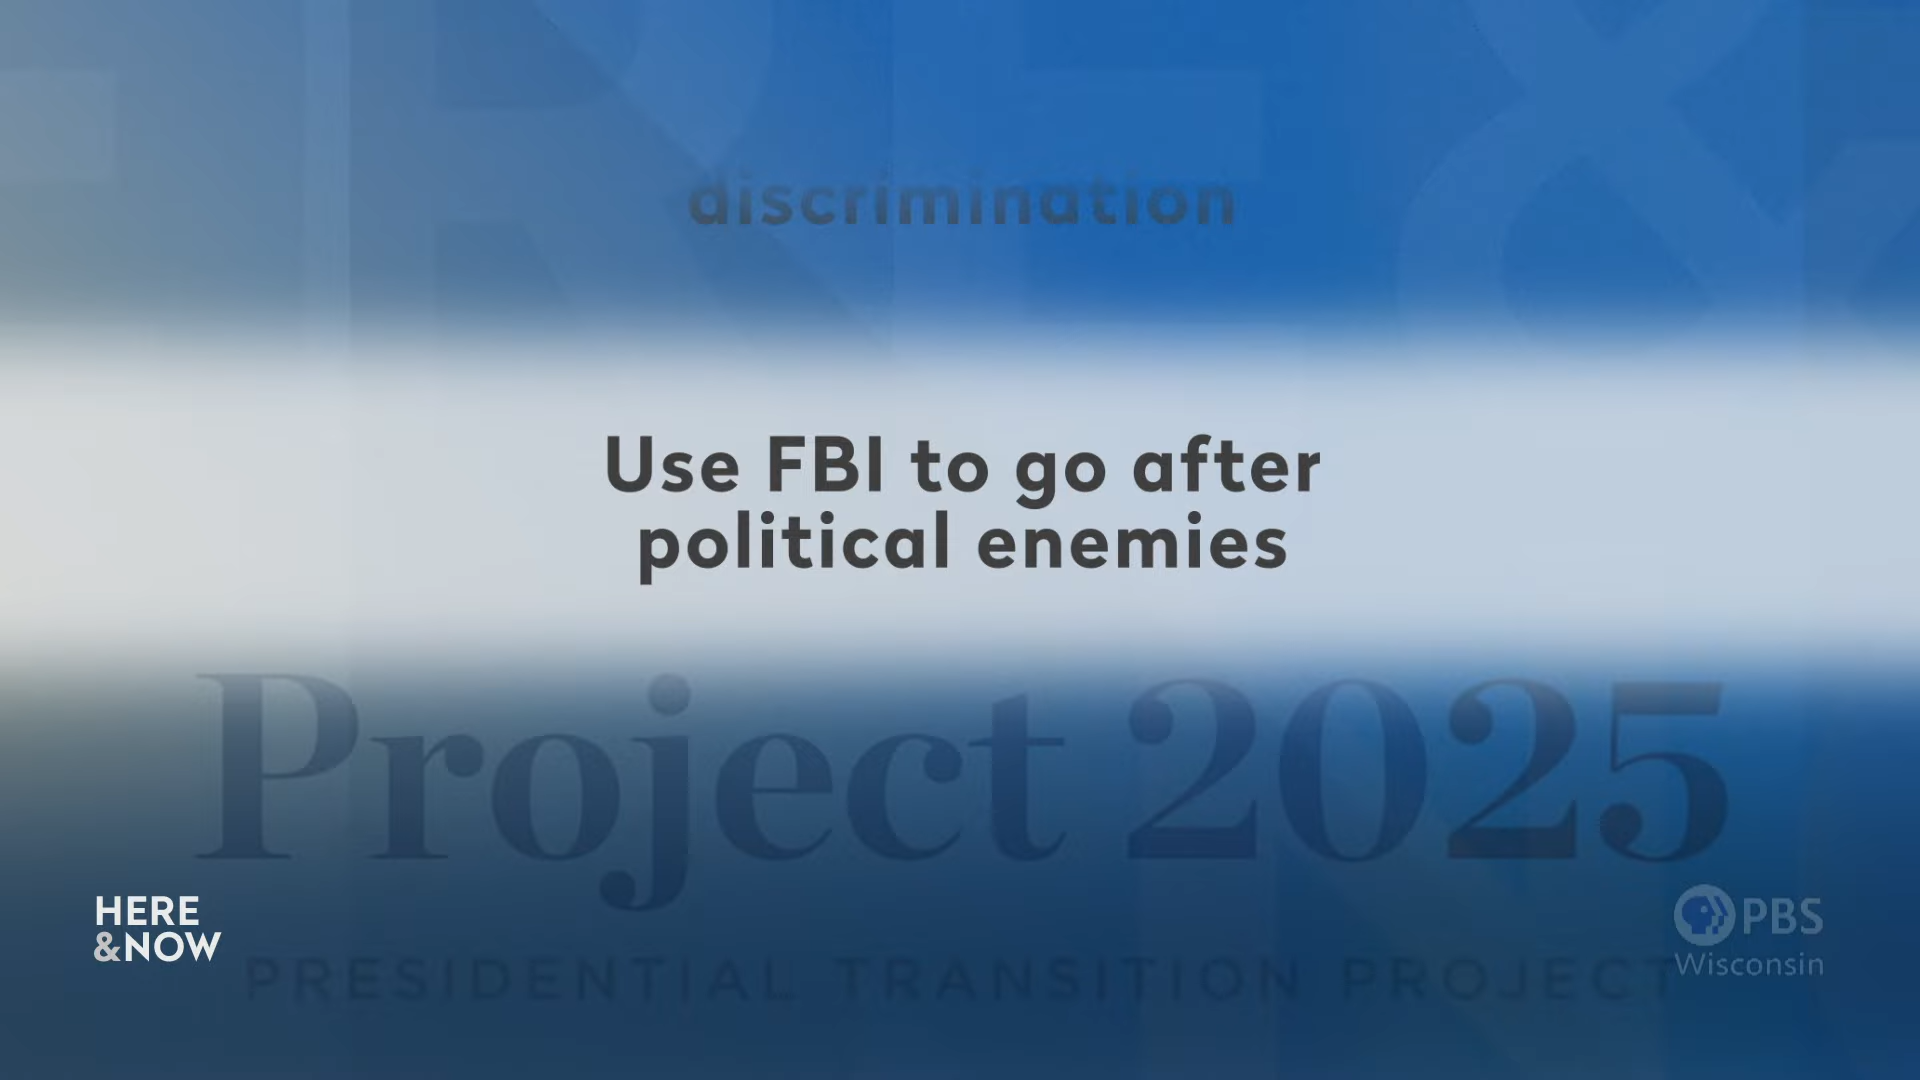 discrimination
Use FBI to go after
political enemies
Project 2025
PRESIDENTIAL TRANSITION PROJECT
HERE
&NOW
PBS
Wisconsin